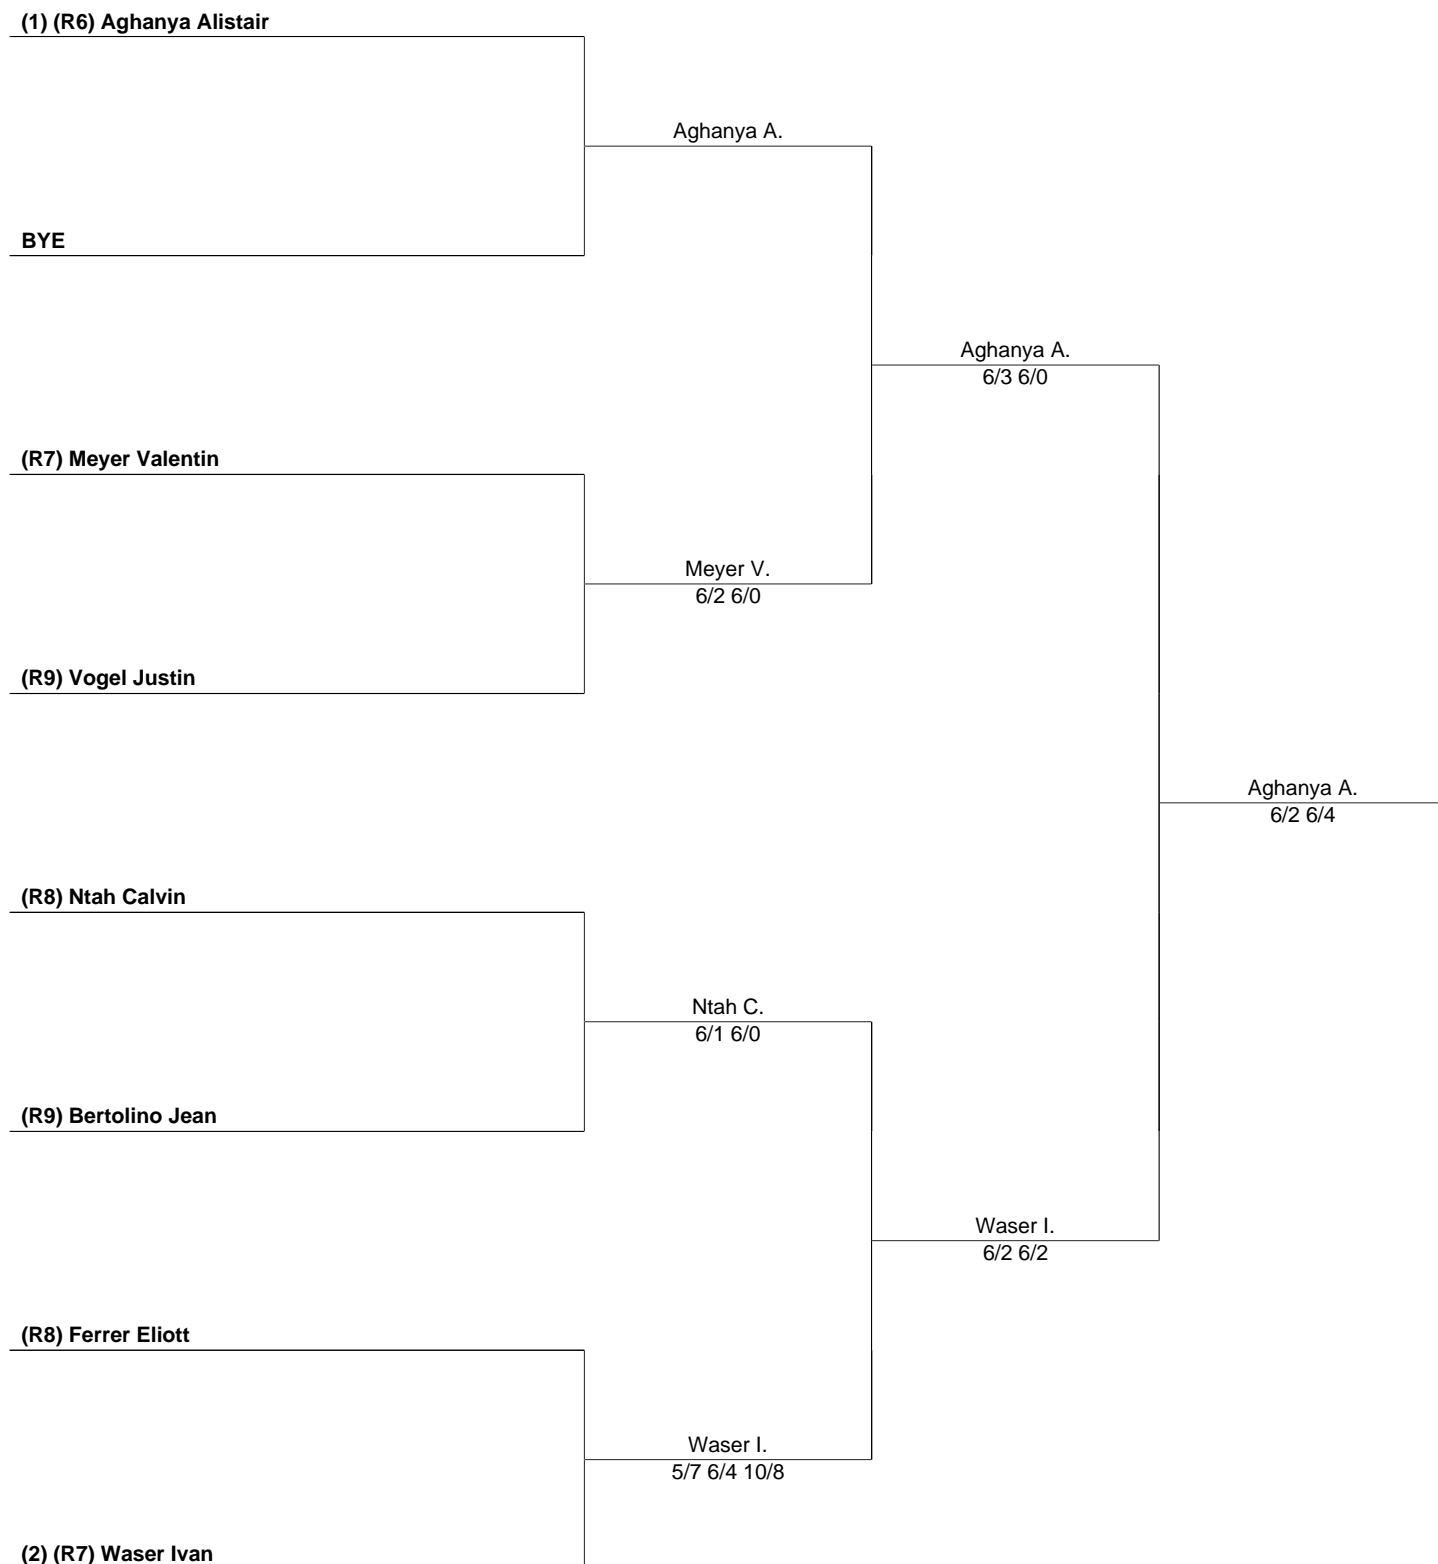 (1) (R6) Aghanya Alistair
Aghanya A.
BYE
Aghanya A.
6/3 6/0
(R7) Meyer Valentin
Meyer V.
6/2 6/0
(R9) Vogel Justin
Aghanya A.
6/2 6/4
(R8) Ntah Calvin
Ntah C.
6/1 6/0
(R9) Bertolino Jean
Waser I.
6/2 6/2
(R8) Ferrer Eliott
Waser I.
5/7 6/4 10/8
(2) (R7) Waser Ivan